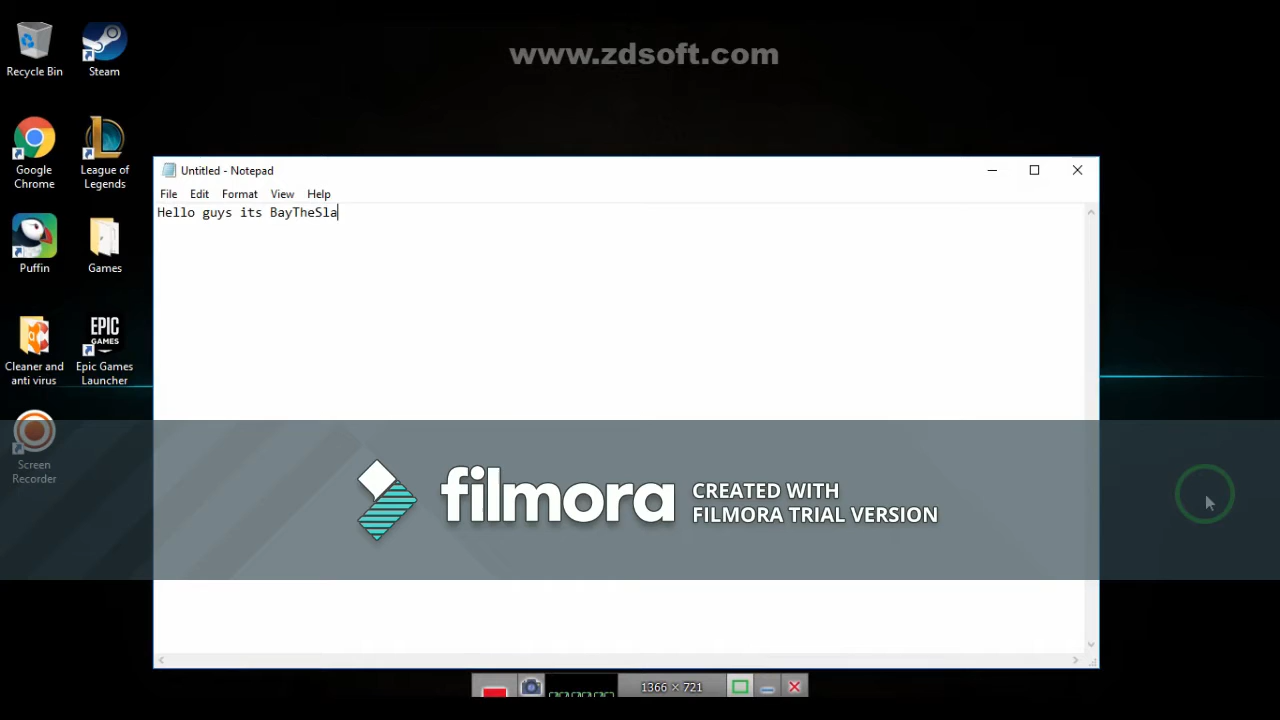 www.zdsoft.com
Recycle Bin
Steam
Google
Chrome
League of
Legends
Puffin
Games
Cleaner and
anti virus
EPIC
GAMES
Epic Games
Launcher
Screen
Recorder
Untitled - Notepad
File Edit Format View Help
Hello guys its BayTheSla
filmora
CREATED WITH
FILMORA TRIAL VERSION
1366 × 721